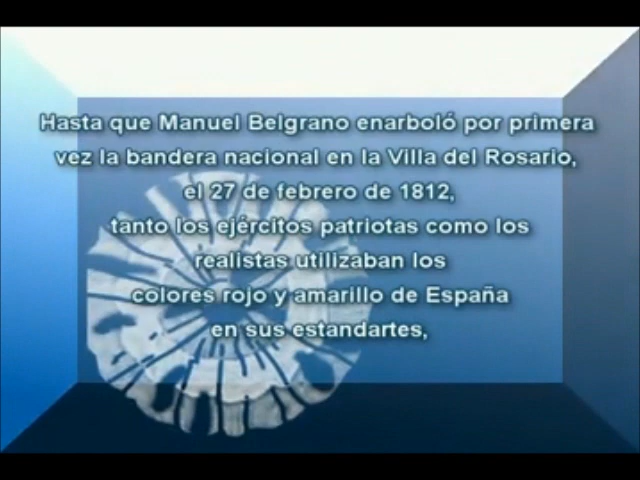 Hasta que Manuel Belgrano enarboló por primera
vez la bandera nacional en la Villa del Rosario,
el 27 de febrero de 1812,
tanto los ejércitos patriotas como los
realistas utilizaban los
colores rojo y amarillo de España
en sus estandartes,